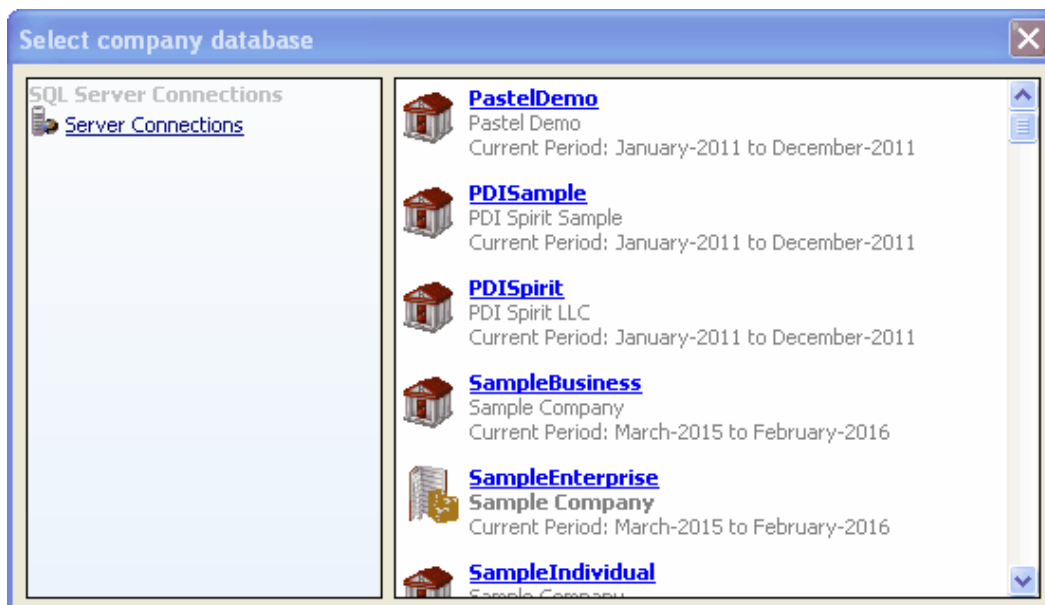 Select company database
SQL Server Connections
Server Connections
PastelDemo
Pastel Demo
Current Period: January-2011 to December-2011
PDISample
PDI Spirit Sample
Current Period: January-2011 to December-2011
PDISpirit
PDI Spirit LLC
Current Period: January-2011 to December-2011
SampleBusiness
Sample Company
Current Period: March-2015 to February-2016
SampleEnterprise
Sample Company
Current Period: March-2015 to February-2016
SampleIndividual
Sample Company